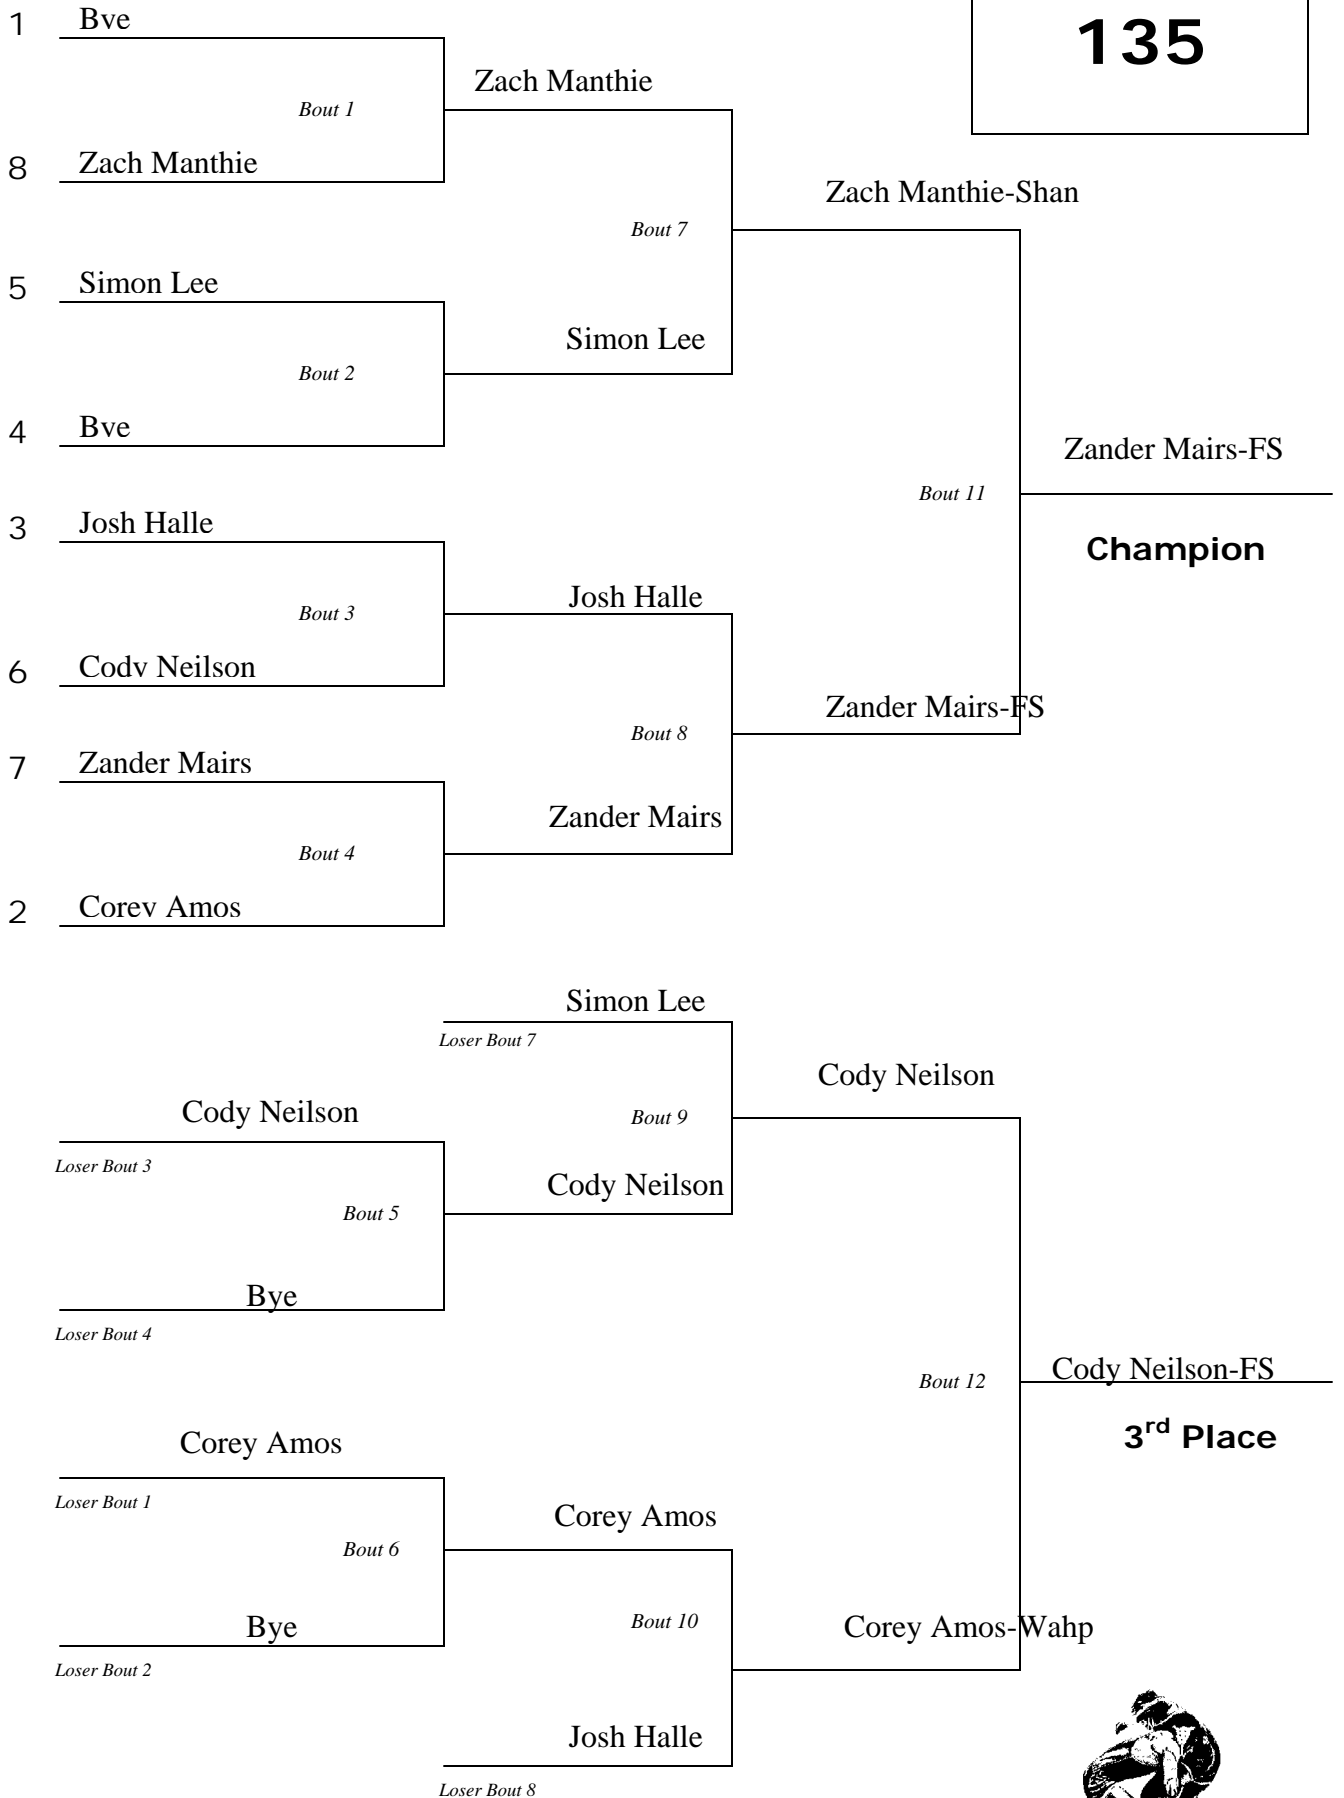 135
1 Bye
Zach Manthie
Bout 1
8 Zach Manthie
Zach Manthie-Shan
Bout 7
5 Simon Lee
Simon Lee
Bout 2
4 Bye
Zander Mairs-FS
Bout 11
3 Josh Halle
Champion
Josh Halle
Bout 3
6 Cody Neilson
Zander Mairs-FS
Bout 8
7 Zander Mairs
Zander Mairs
Bout 4
2 Corey Amos
Simon Lee
Loser Bout 7
Cody Neilson
Cody Neilson
Bout 9
Loser Bout 3
Cody Neilson
Bout 5
Bye
Loser Bout 4
Cody Neilson-FS
Bout 12
3rd Place
Corey Amos
Loser Bout 1
Corey Amos
Bout 6
Bye
Bout 10
Corey Amos-Wahp
Loser Bout 2
Josh Halle
Loser Bout 8